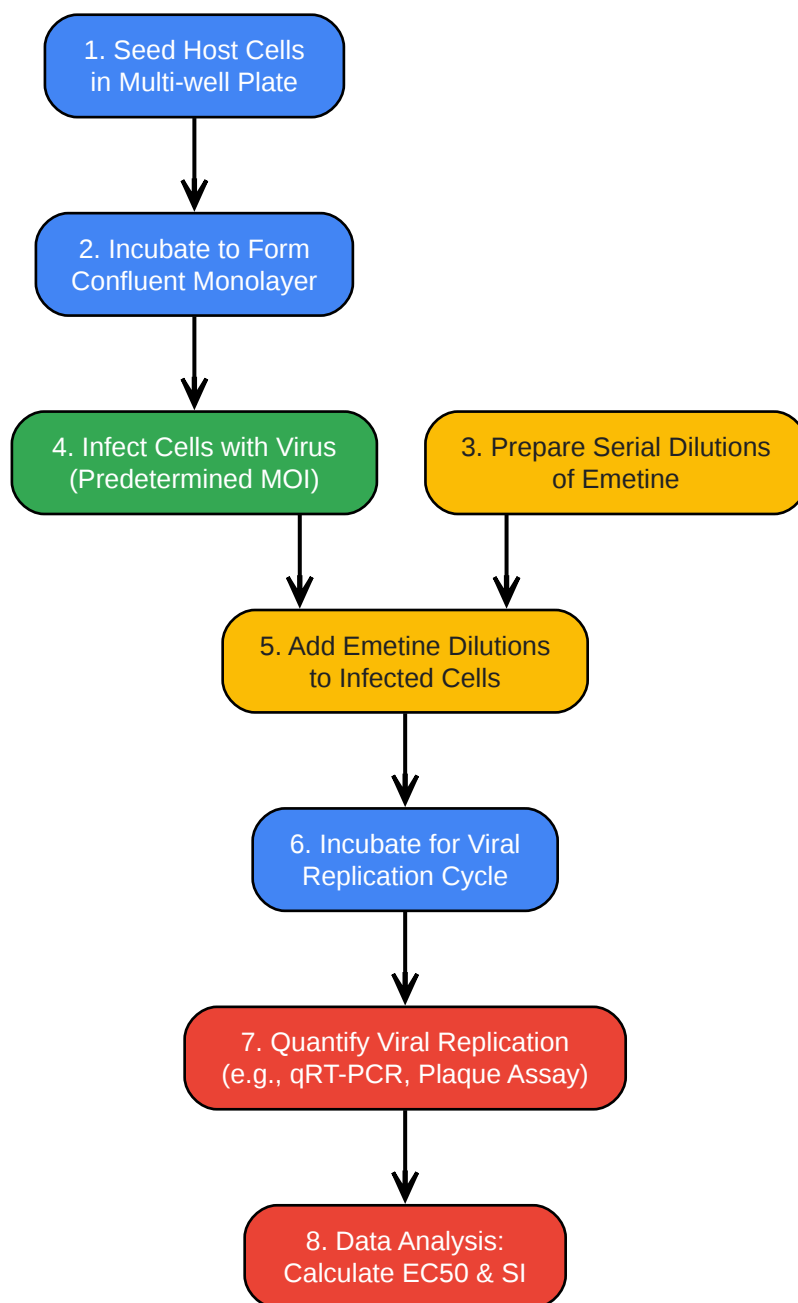 1. Seed Host Cells
in Multi-well Plate
2. Incubate to Form
Confluent Monolayer
4. Infect Cells with Virus
(Predetermined MOI)
3. Prepare Serial Dilutions
of Emetine
5. Add Emetine Dilutions
to Infected Cells
6. Incubate for Viral
Replication Cycle
7. Quantify Viral Replication
(e.g., qRT-PCR, Plaque Assay)
8. Data Analysis:
Calculate EC50 & SI